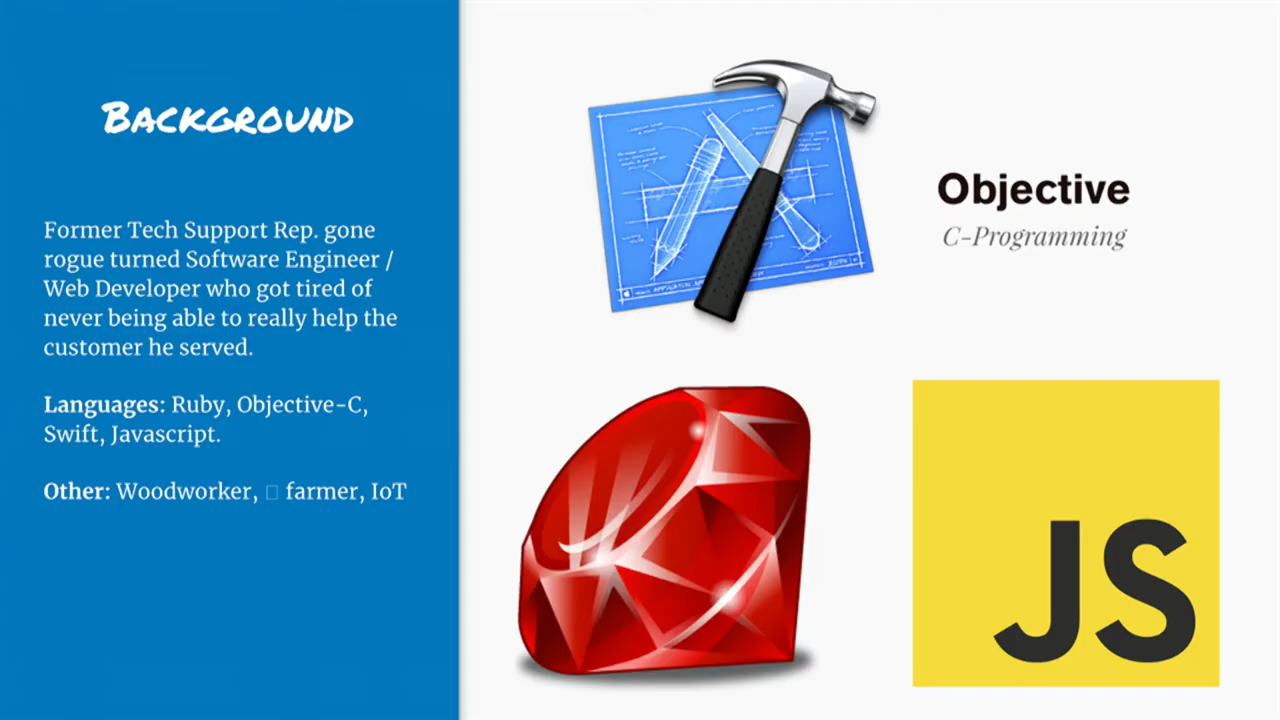 Background
Former Tech Support Rep. gone
rogue turned Software Engineer /
Web Developer who got tired of
never being able to really help the
customer he served.
Languages: Ruby, Objective-C,
Swift, Javascript.
Other: Woodworker, □ farmer, IoT
Objective
C-Programming
JS